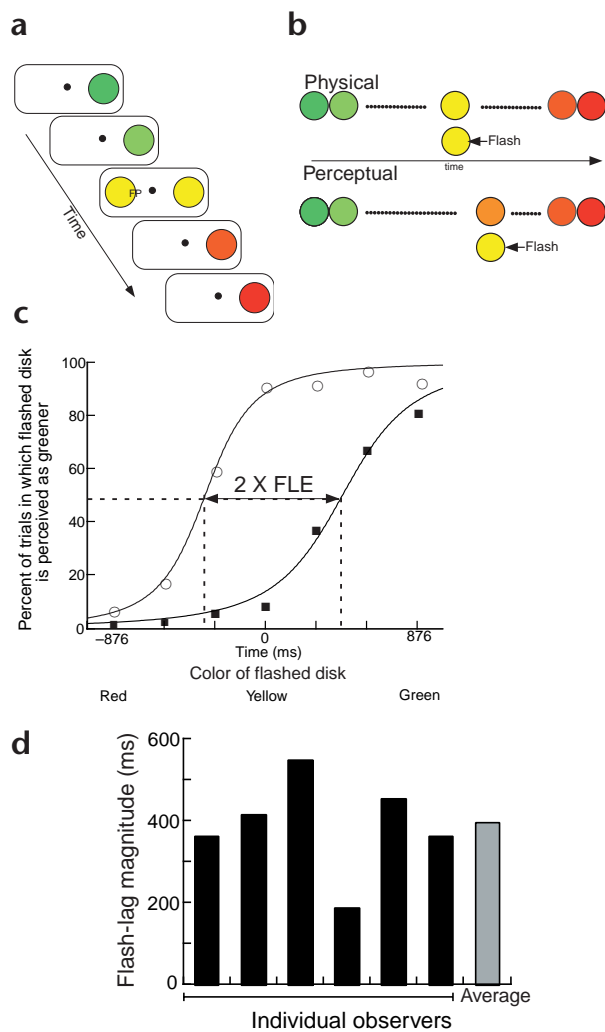 a
FP
Time
b
Physical
Flash
time
Perceptual
Flash
c
Percent of trials in which flashed disk
is perceived as greener
100
80
60
40
20
0
2 X FLE
–876
0
876
Time (ms)
Color of flashed disk
Red
Yellow
Green
d
Flash-lag magnitude (ms)
600
400
200
0
Average
Individual observers